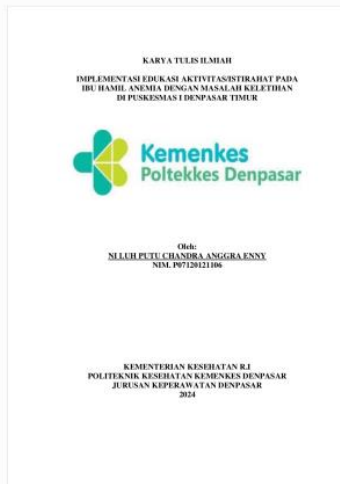 KARYA TULIS ILMIAH
IMPLEMENTASI EDUKASI AKTIVITAS/ISTIRAHAT PADA
IBU HAMIL ANEMIA DENGAN MASALAH KELETIHAN
DI PUSKESMAS I DENPASAR TIMUR
Kemenkes
Poltekkes Denpasar
Oleh:
NI LUH PUTU CHANDRA ANGGRA ENNY
NIM. P07120121106
KEMENTERIAN KESEHATAN R.I
POLITEKNIK KESEHATAN KEMENKES DENPASAR
JURUSAN KEPERAWATAN DENPASAR
2024